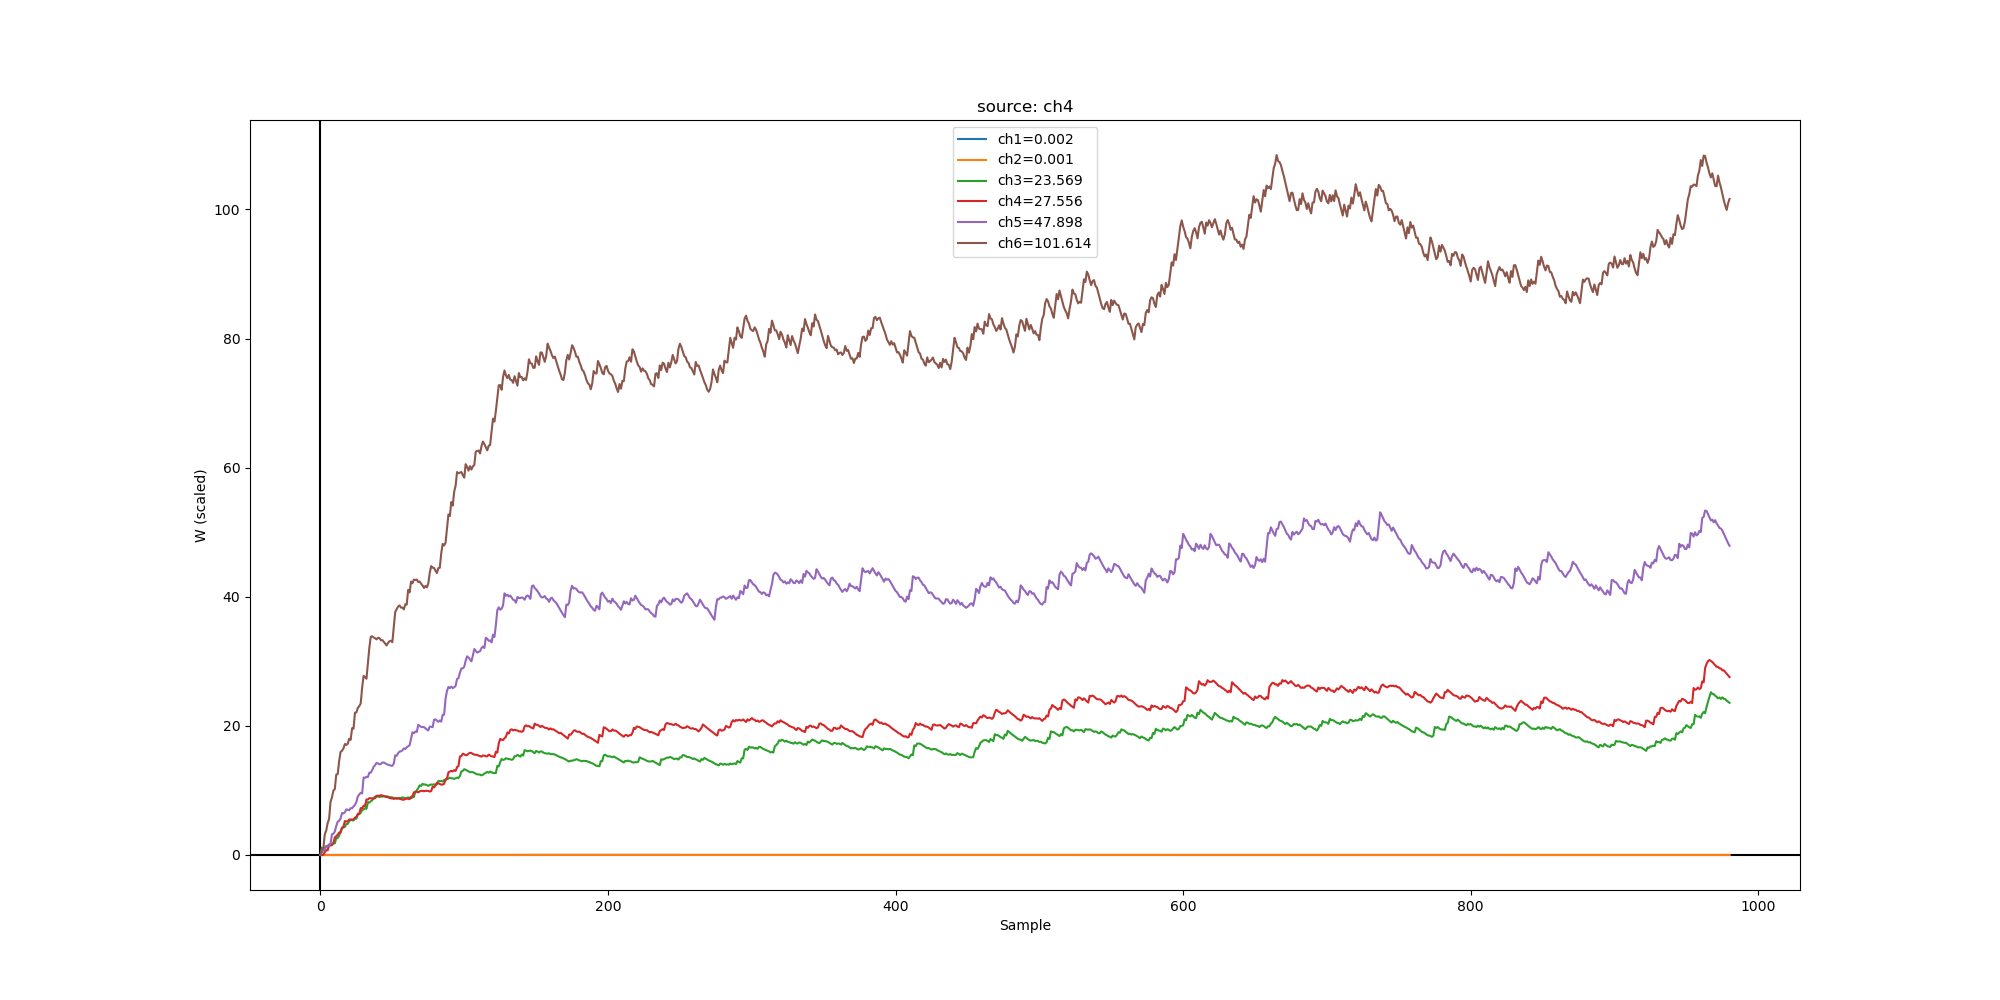 source: ch4
ch1=0.002
ch2=0.001
ch3=23.569
ch4=27.556
ch5=47.898
ch6=101.614
100
80
60
40
20
0
W (scaled)
0 200 400 600 800 1000
Sample